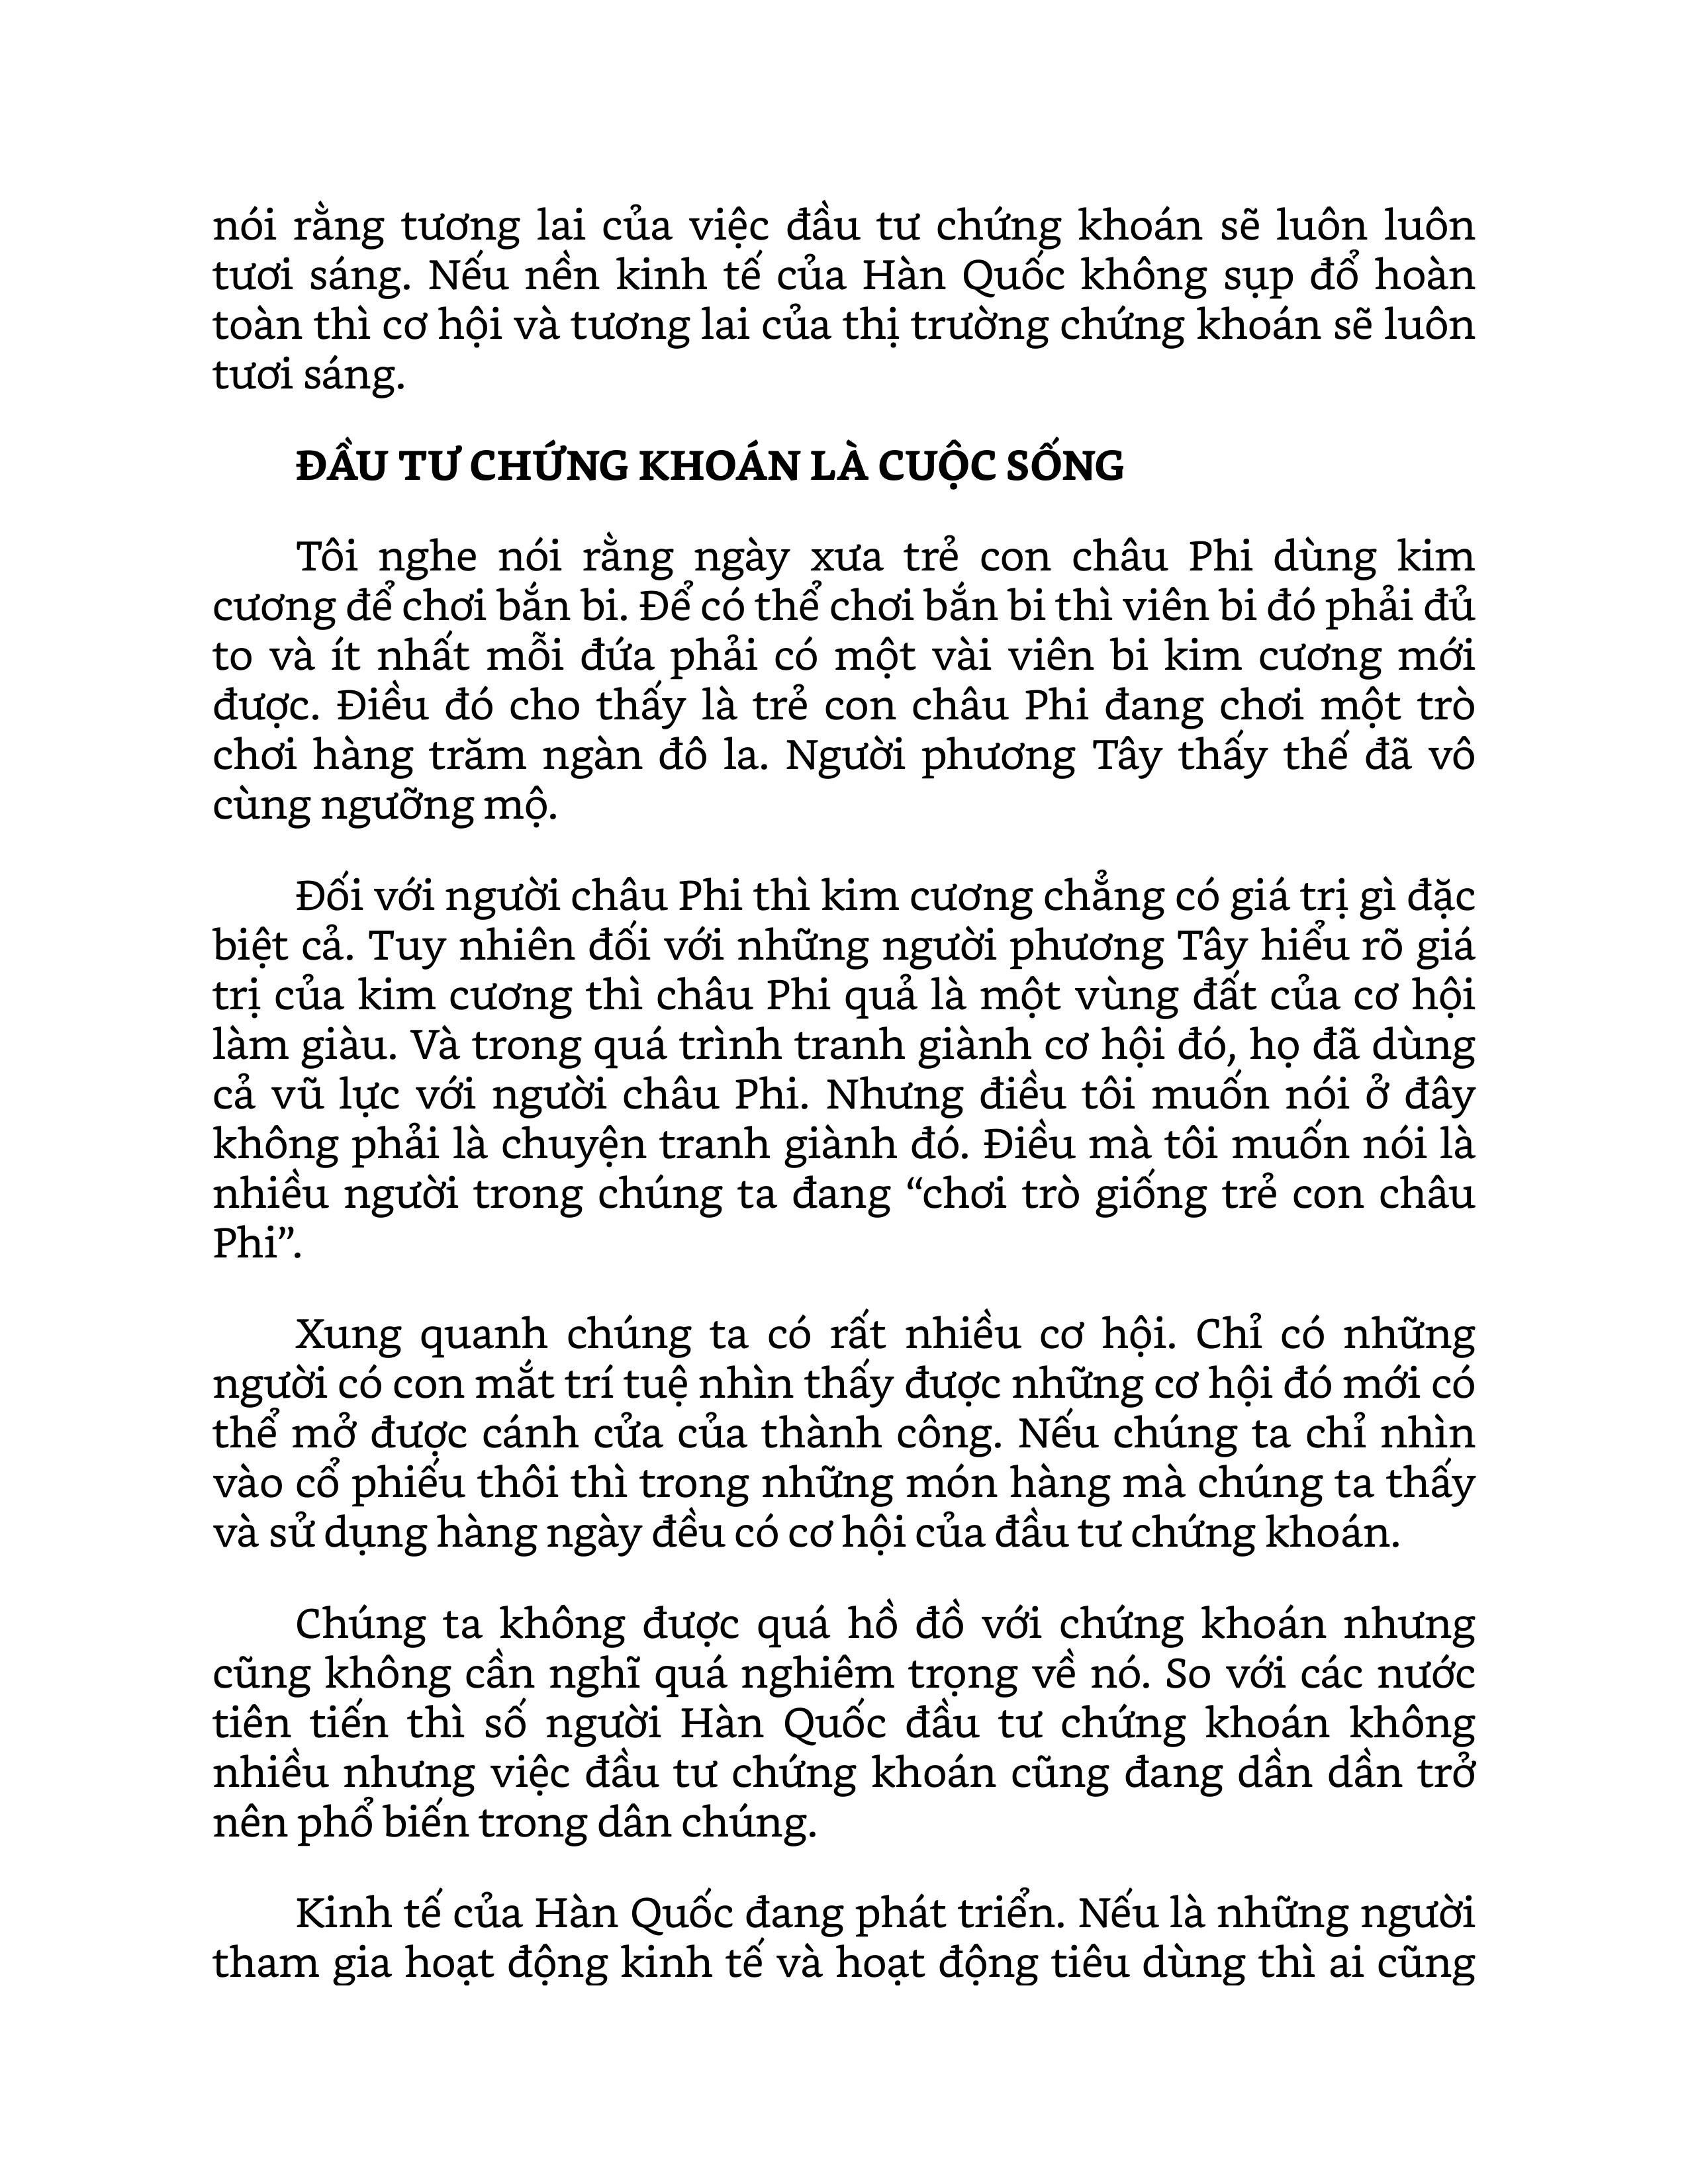 nói rằng tương lai của việc đầu tư chứng khoán sẽ luôn luôn
tươi sáng. Nếu nền kinh tế của Hàn Quốc không sụp đổ hoàn
toàn thì cơ hội và tương lai của thị trường chứng khoán sẽ luôn
tươi sáng.
ĐẦU TƯ CHỨNG KHOÁN LÀ CUỘC SỐNG
Tôi nghe nói rằng ngày xưa trẻ con châu Phi dùng kim
cương để chơi bắn bi. Để có thể chơi bắn bi thì viên bi đó phải đủ
to và ít nhất mỗi đứa phải có một vài viên bi kim cương mới
được. Điều đó cho thấy là trẻ con châu Phi đang chơi một trò
chơi hàng trăm ngàn đô la. Người phương Tây thấy thế đã vô
cùng ngưỡng mộ.
Đối với người châu Phi thì kim cương chẳng có giá trị gì đặc
biệt cả. Tuy nhiên đối với những người phương Tây hiểu rõ giá
trị của kim cương thì châu Phi quả là một vùng đất của cơ hội
làm giàu. Và trong quá trình tranh giành cơ hội đó, họ đã dùng
cả vũ lực với người châu Phi. Nhưng điều tôi muốn nói ở đây
không phải là chuyện tranh giành đó. Điều mà tôi muốn nói là
nhiều người trong chúng ta đang “chơi trò giống trẻ con châu
Phi”.
Xung quanh chúng ta có rất nhiều cơ hội. Chỉ có những
người có con mắt trí tuệ nhìn thấy được những cơ hội đó mới có
thể mở được cánh cửa của thành công. Nếu chúng ta chỉ nhìn
vào cổ phiếu thôi thì trong những món hàng mà chúng ta thấy
và sử dụng hàng ngày đều có cơ hội của đầu tư chứng khoán.
Chúng ta không được quá hồ đồ với chứng khoán nhưng
cũng không cần nghĩ quá nghiêm trọng về nó. So với các nước
tiên tiến thì số người Hàn Quốc đầu tư chứng khoán không
nhiều nhưng việc đầu tư chứng khoán cũng đang dần dần trở
nên phổ biến trong dân chúng.
Kinh tế của Hàn Quốc đang phát triển. Nếu là những người
tham gia hoạt động kinh tế và hoạt động tiêu dùng thì ai cũng